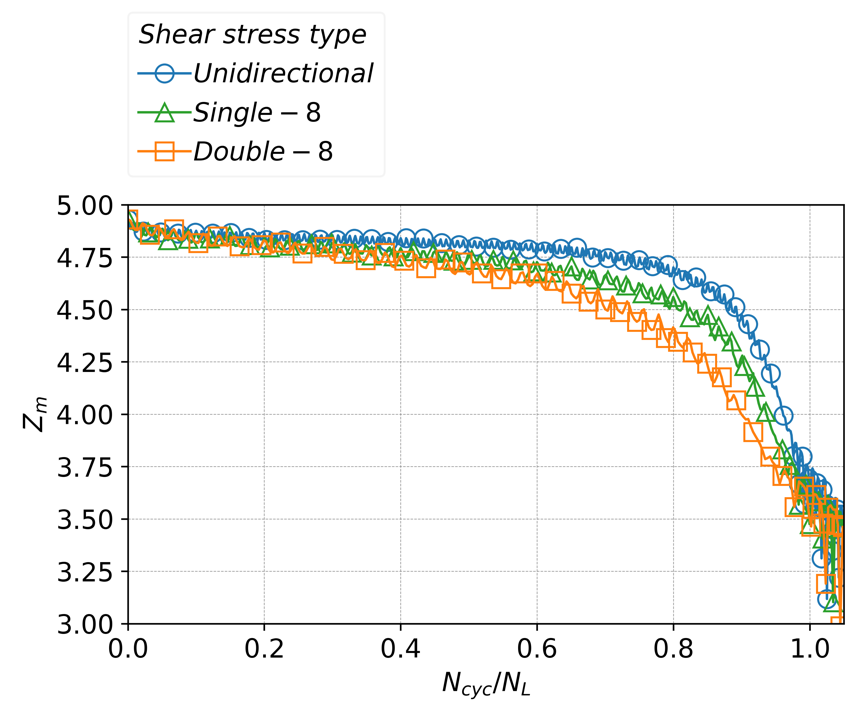 Shear stress type
Unidirectional
Single − 8
Double − 8
5.00
4.75
4.50
4.25
4.00
3.75
3.50
3.25
3.00
Z_m
0.0 0.2 0.4 0.6 0.8 1.0
N_cyc/N_L